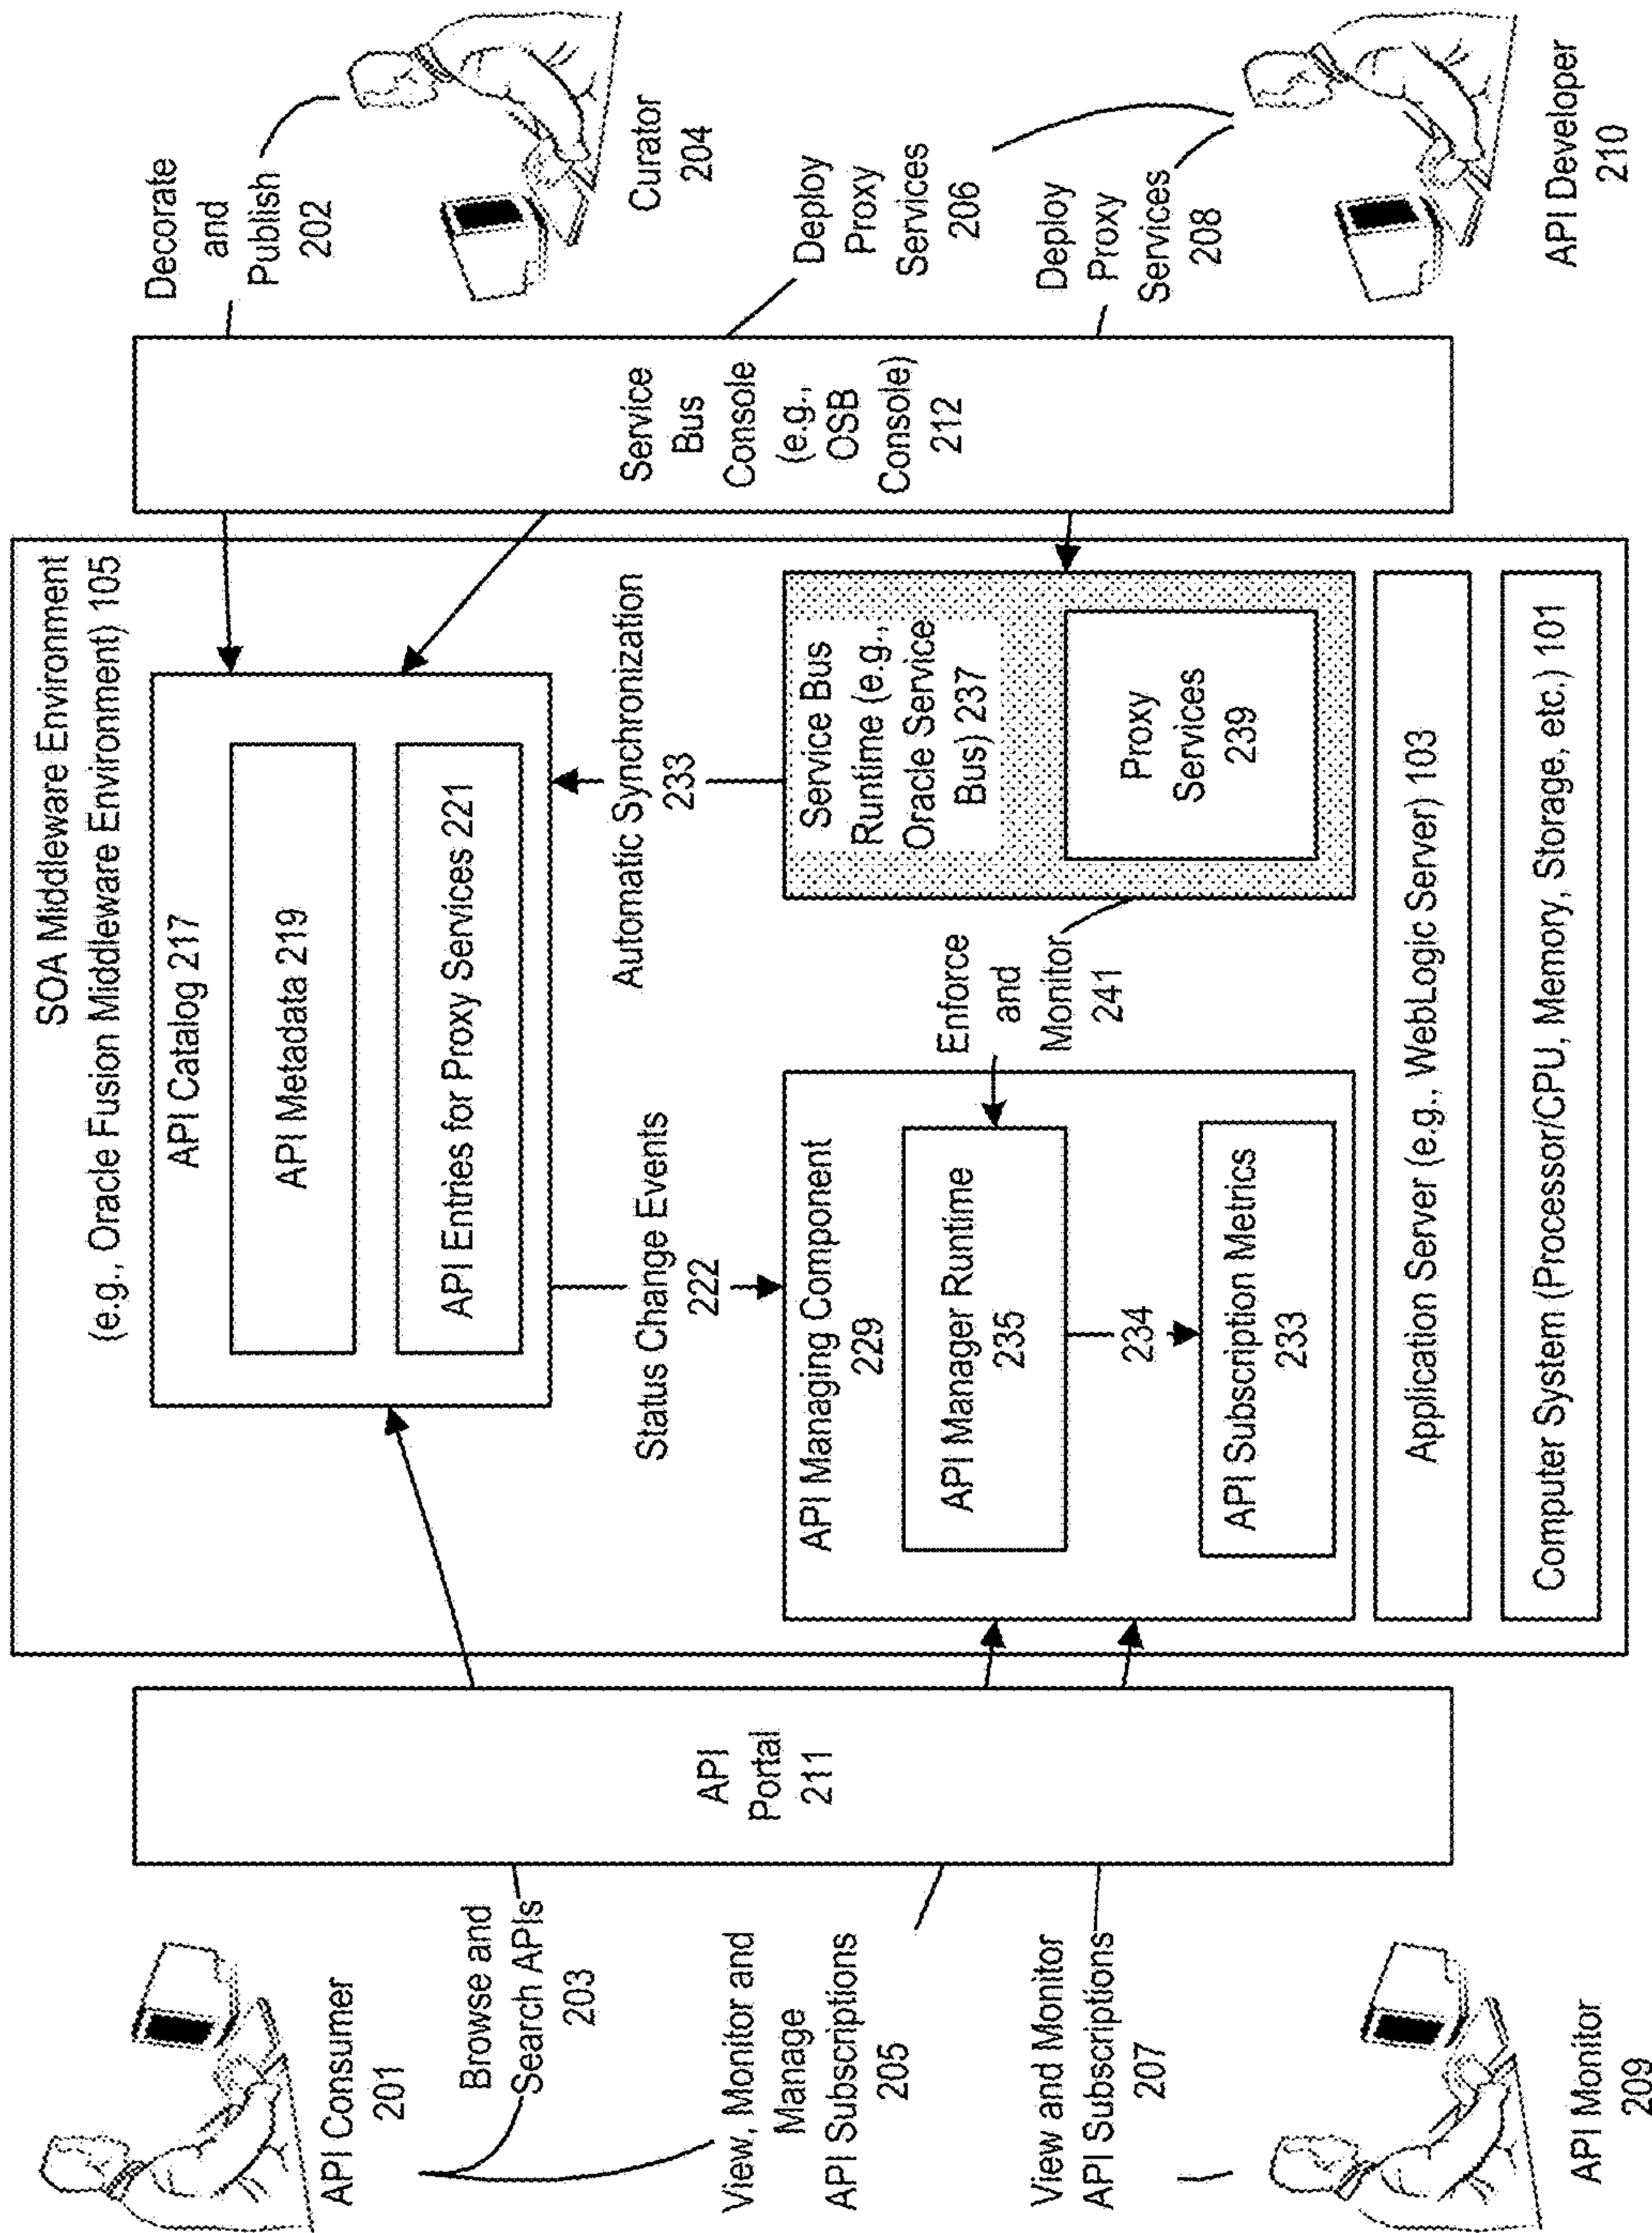 API Consumer
201
Browse and
Search APIs
203
View, Monitor and
Manage
API Subscriptions
205
View and Monitor
API Subscriptions
207
API Monitor
209
API
Portal
211
SOA Middleware Environment
(e.g., Oracle Fusion Middleware Environment) 105
API Catalog 217
API Metadata 219
API Entries for Proxy Services 221
Status Change Events
222
Automatic Synchronization
233
API Managing Component
229
API Manager Runtime
235
234
API Subscription Metrics
233
Enforce
and
Monitor
241
Service Bus
Runtime (e.g.,
Oracle Service
Bus) 237
Proxy
Services
239
Application Server (e.g., WebLogic Server) 103
Computer System (Processor/CPU, Memory, Storage, etc.) 101
Service
Bus
Console
(e.g.,
OSB
Console)
212
Decorate
and
Publish
202
Curator
204
Deploy
Proxy
Services
206
Deploy
Proxy
Services
208
API Developer
210